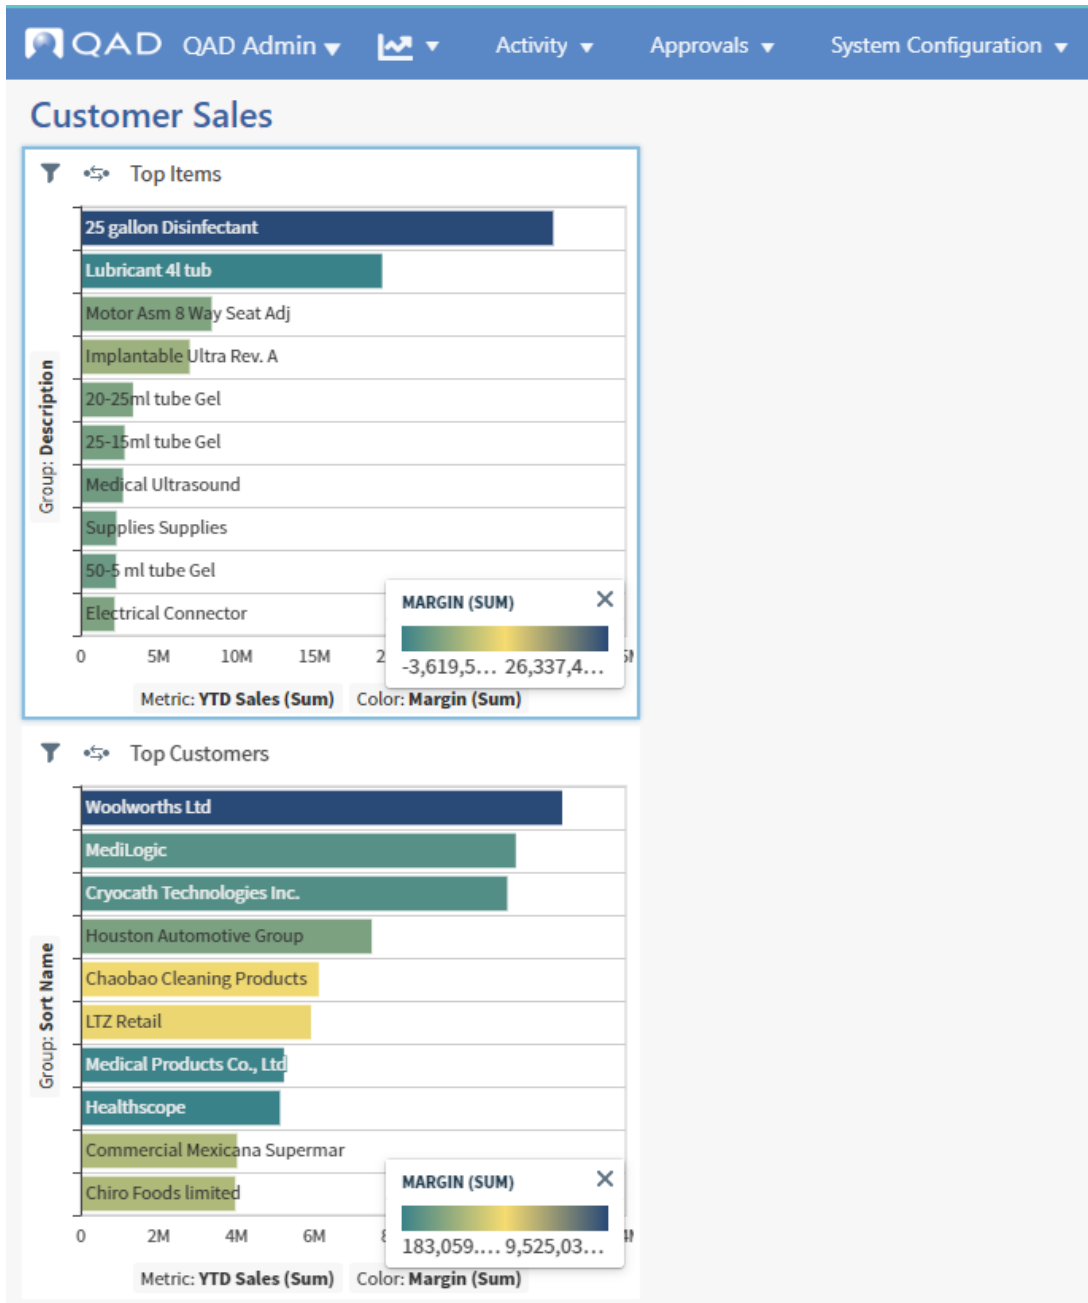 QAD QAD Admin Activity Approvals System Configuration
Customer Sales
Top Items
Group: Description
25 gallon Disinfectant
Lubricant 4l tub
Motor Asm 8 Way Seat Adj
Implantable Ultra Rev. A
20-25ml tube Gel
25-15ml tube Gel
Medical Ultrasound
Supplies Supplies
50-5 ml tube Gel
Electrical Connector
MARGIN (SUM)
-3,619,5... 26,337,4...
0 5M 10M 15M
Metric: YTD Sales (Sum) Color: Margin (Sum)
Top Customers
Group: Sort Name
Woolworths Ltd
MediLogic
Cryocath Technologies Inc.
Houston Automotive Group
Chaobao Cleaning Products
LTZ Retail
Medical Products Co., Ltd
Healthscope
Commercial Mexicana Supermar
Chiro Foods limited
MARGIN (SUM)
183,059.... 9,525,03...
0 2M 4M 6M
Metric: YTD Sales (Sum) Color: Margin (Sum)